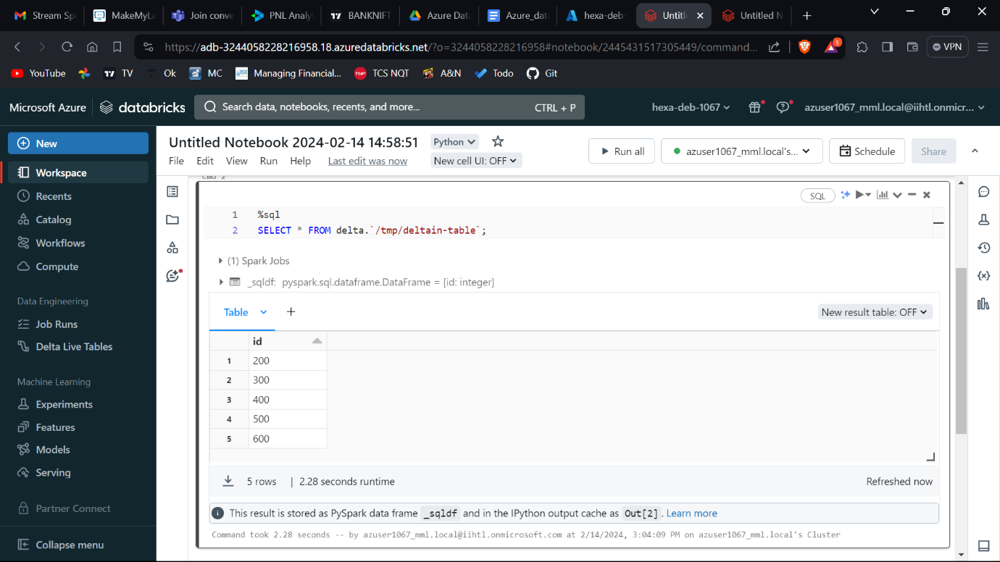 Stream Sp
MakeMyLa
Join conve
PNL Analy
BANKNIFT
Azure Dat
Azure_dat
hexa-deb-
Untitl
Untitled N
https://adb-3244058228216958.18.azuredatabricks.net/?o=3244058228216958#notebook/2445431517305449/command...
5
VPN
YouTube
TV
Ok
MC
Managing Financial...
TCS NQT
A&N
Todo
Git
Microsoft Azure
databricks
Search data, notebooks, recents, and more...
CTRL + P
hexa-deb-1067
azuser1067_mml.local@iihtl.onmicr...
New
Workspace
Recents
Catalog
Workflows
Compute
Data Engineering
Job Runs
Delta Live Tables
Machine Learning
Experiments
Features
Models
Serving
Partner Connect
Collapse menu
Untitled Notebook 2024-02-14 14:58:51
Python
File Edit View Run Help Last edit was now
New cell UI: OFF
Run all
azuser1067_mml.local's...
Schedule
Share
Cmd 2
SQL
1 %sql
2 SELECT * FROM delta.`/tmp/deltain-table`;
(1) Spark Jobs
_sqldf: pyspark.sql.dataframe.DataFrame = [id: integer]
Table +
New result table: OFF
id
1 200
2 300
3 400
4 500
5 600
5 rows | 2.28 seconds runtime
Refreshed now
This result is stored as PySpark data frame _sqldf and in the IPython output cache as Out[2]. Learn more
Command took 2.28 seconds -- by azuser1067_mml.local@iihtl.onmicrosoft.com at 2/14/2024, 3:04:09 PM on azuser1067_mml.local's Cluster